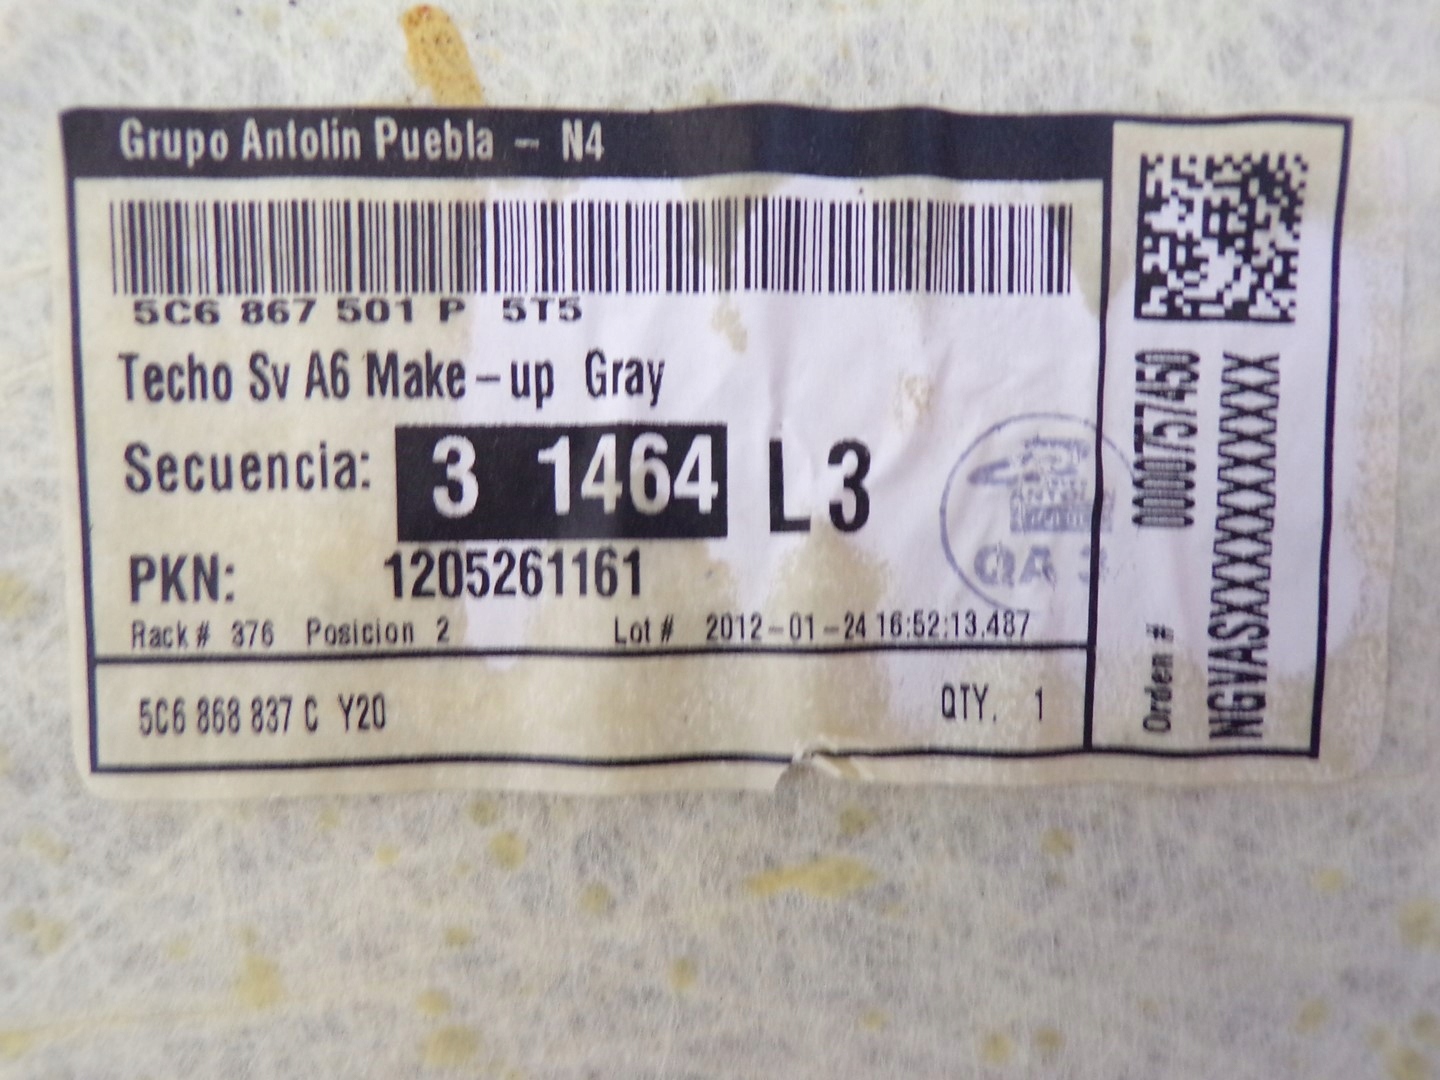 Grupo Antolin Puebla - N4
5C6 867 501 P 5T5
Techo Sv A6 Make-up Gray
Secuencia: 3 1464 L3
PKN: 1205261161
Rack # 376 Posicion 2 Lot # 2012-01-24 16:52:13.487
5C6 868 837 C Y20 QTY. 1
QA 3
Orden # 00000757450